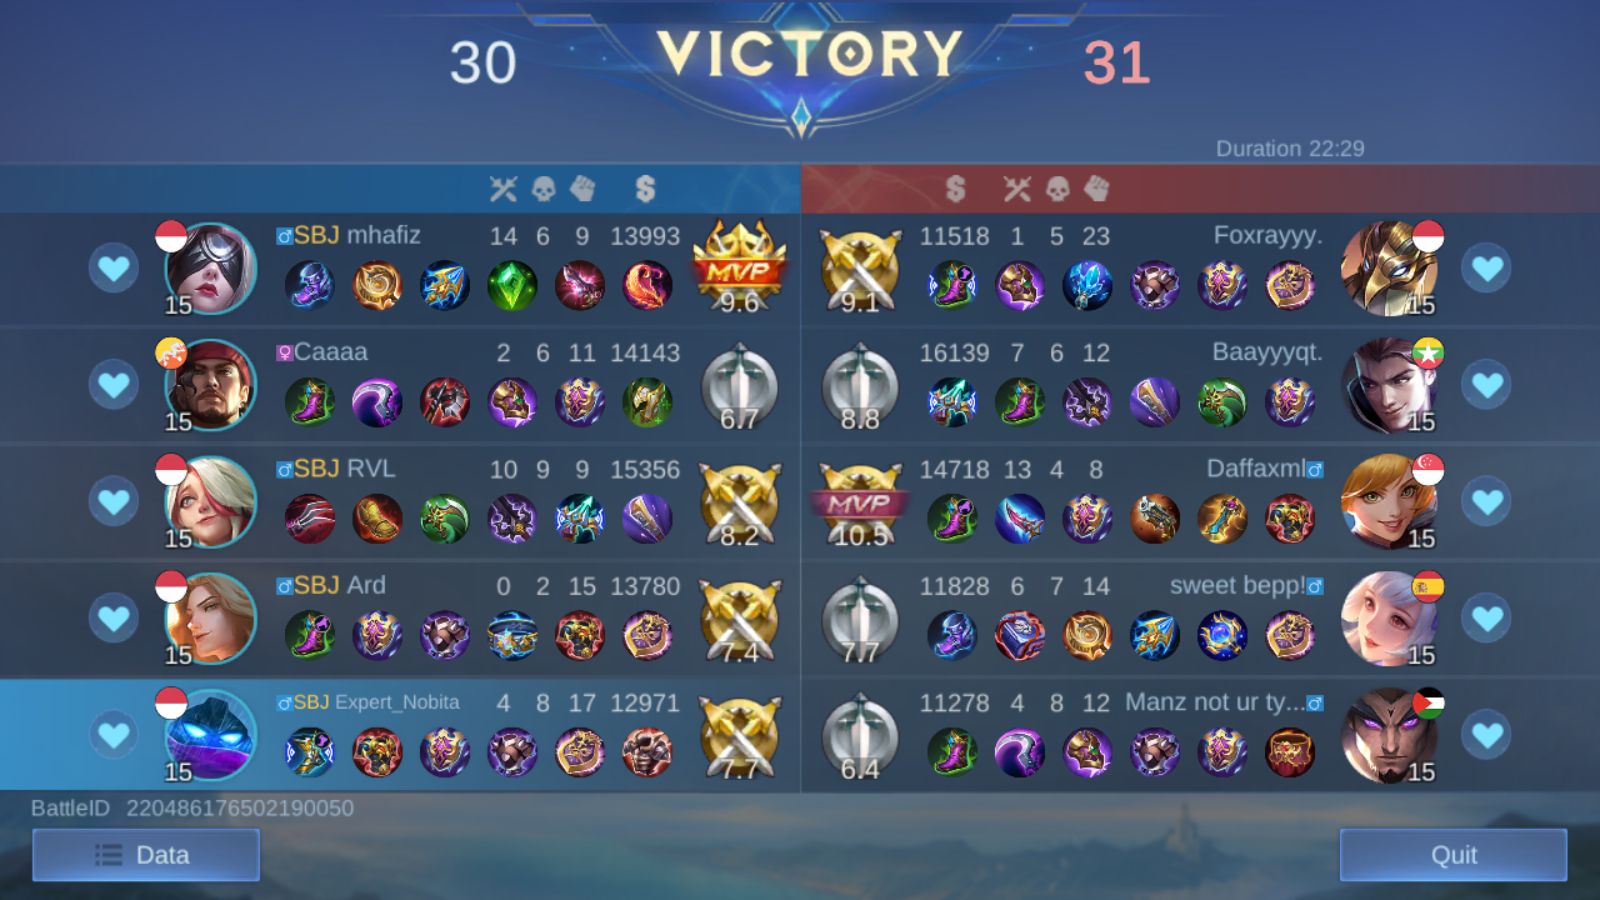 30 VICTORY 31
Duration 22:29
SBJ mhafiz 14 6 9 13993 MVP 9.6
15
9.1 11518 1 5 23 Foxrayyy.
15
Caaaa 2 6 11 14143 6.7
15
8.8 16139 7 6 12 Baayyyqt.
15
SBJ RVL 10 9 9 15356 8.2
15
MVP 10.5 14718 13 4 8 Daffaxml
15
SBJ Ard 0 2 15 13780 7.4
15
7.7 11828 6 7 14 sweet bepp!
15
SBJ Expert_Nobita 4 8 17 12971 7.7
15
6.4 11278 4 8 12 Manz not ur ty...
15
BattleID 220486176502190050
Data
Quit